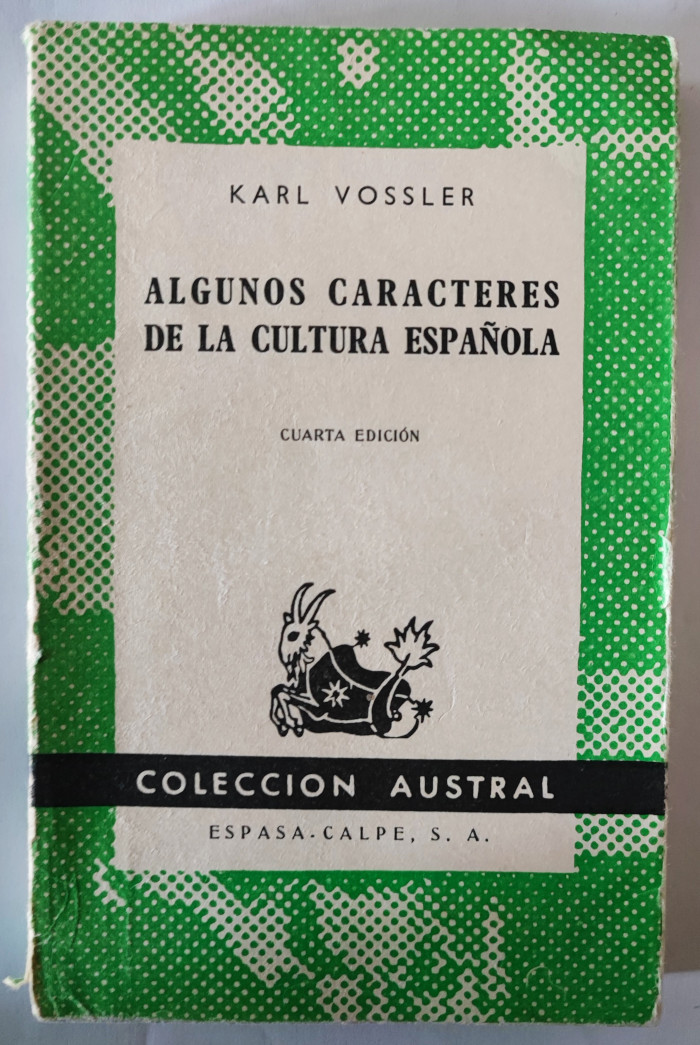 KARL VOSSLER
ALGUNOS CARACTERES
DE LA CULTURA ESPAÑOLA
CUARTA EDICIÓN
COLECCION AUSTRAL
ESPASA-CALPE, S. A.